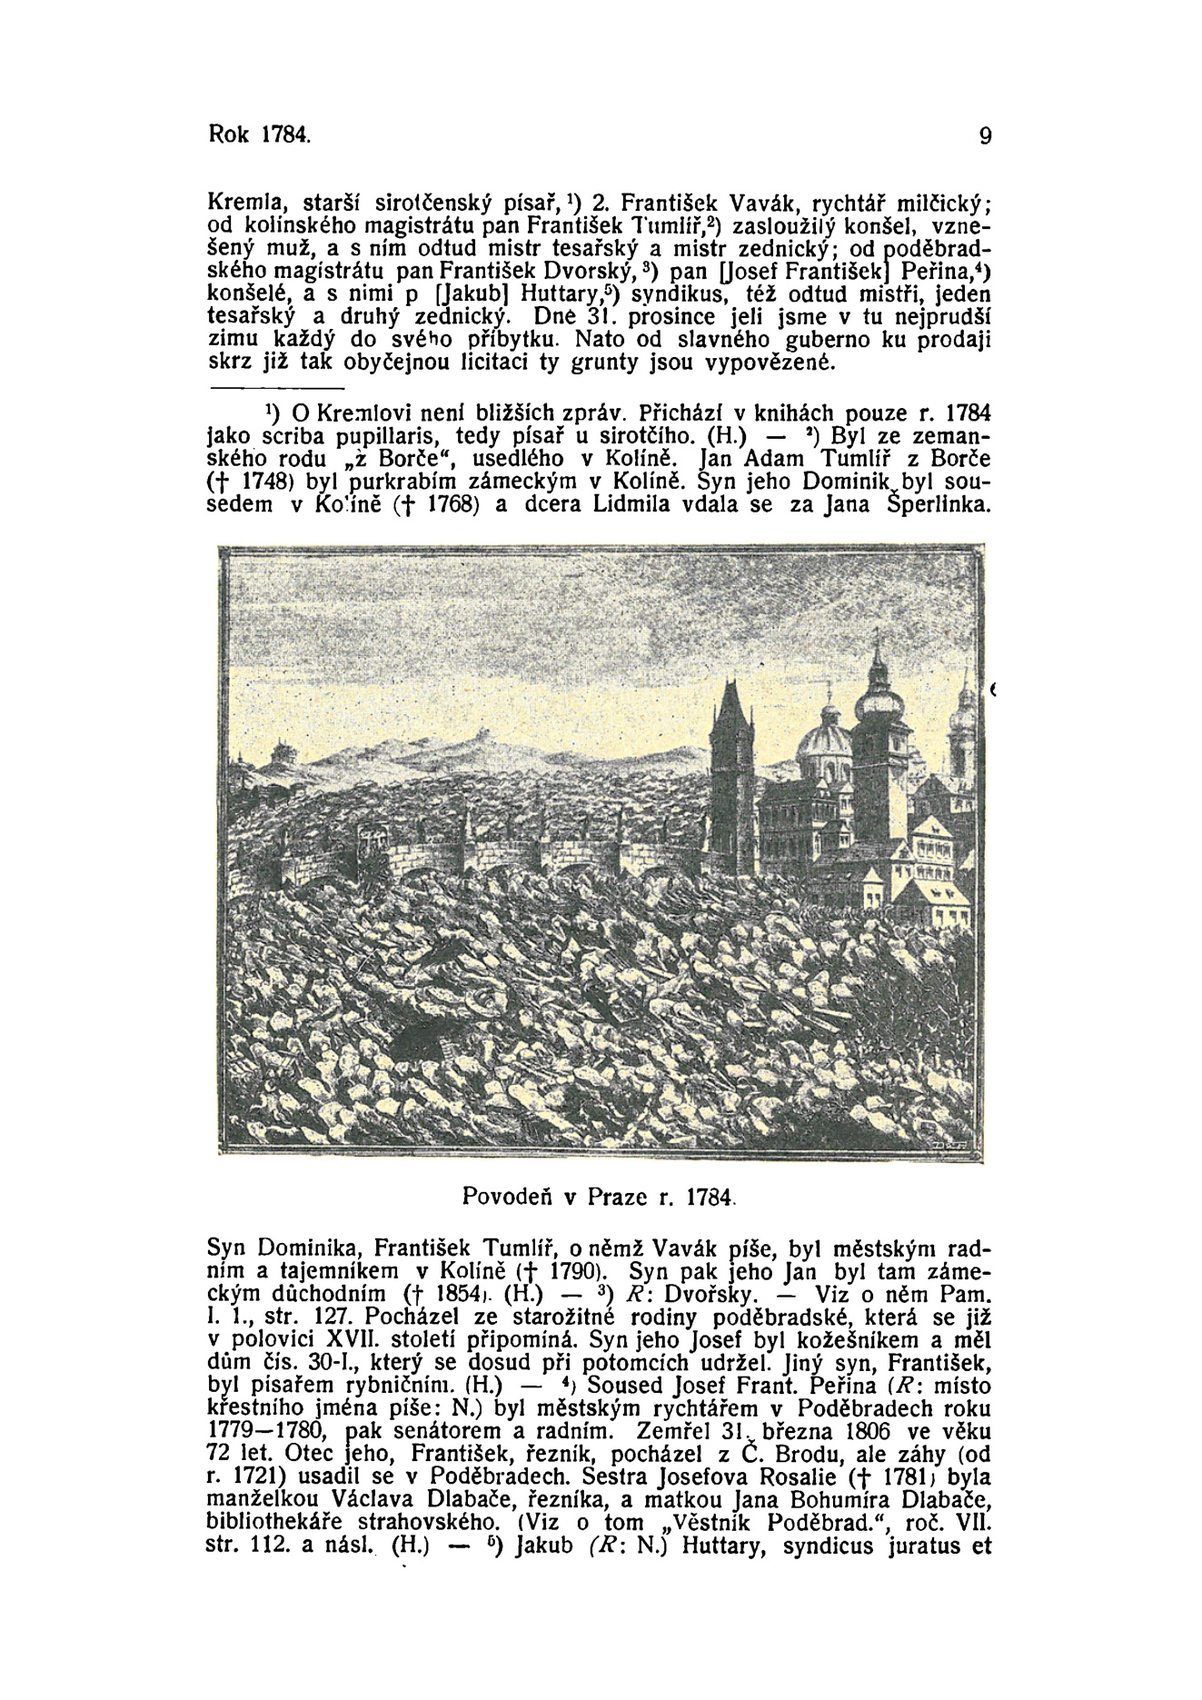 Rok 1784. 9
Kremla, starší sirotčenský písař,¹) 2. František Vavák, rychtář milčický;
od kolínského magistrátu pan František Tumlíř,²) zasloužilý konšel, vzne-
šený muž, a s ním odtud mistr tesařský a mistr zednický; od poděbrad-
ského magistrátu pan František Dvorský,³) pan [Josef František] Peřina,⁴)
konšelé, a s nimi p [Jakub] Huttary,⁵) syndikus, též odtud mistři, jeden
tesařský a druhý zednický. Dne 31. prosince jeli jsme v tu nejprudší
zimu každý do svého příbytku. Nato od slavného guberno ku prodaji
skrz již tak obyčejnou licitaci ty grunty jsou vypovězené.
¹) O Kremlovi není bližších zpráv. Přichází v knihách pouze r. 1784
jako scriba pupillaris, tedy písař u sirotčího. (H.) — ²) Byl ze zeman-
ského rodu „z Borče“, usedlého v Kolíně. Jan Adam Tumlíř z Borče
(† 1748) byl purkrabím zámeckým v Kolíně. Syn jeho Dominik byl sou-
sedem v Kolíně († 1768) a dcera Lidmila vdala se za Jana Šperlinka.
Povodeň v Praze r. 1784.
Syn Dominika, František Tumlíř, o němž Vavák píše, byl městským rad-
ním a tajemníkem v Kolíně († 1790). Syn pak jeho Jan byl tam záme-
ckým důchodním († 1854). (H.) — ³) R: Dvořsky. — Viz o něm Pam.
I. 1., str. 127. Pocházel ze starožitné rodiny poděbradské, která se již
v polovici XVII. století připomíná. Syn jeho Josef byl kožešníkem a měl
dům čís. 30-I., který se dosud při potomcích udržel. Jiný syn, František,
byl písařem rybničním. (H.) — ⁴) Soused Josef Frant. Peřina (R: místo
křestního jména píše: N.) byl městským rychtářem v Poděbradech roku
1779—1780, pak senátorem a radním. Zemřel 31. března 1806 ve věku
72 let. Otec jeho, František, řezník, pocházel z Č. Brodu, ale záhy (od
r. 1721) usadil se v Poděbradech. Sestra Josefova Rosalie († 1781) byla
manželkou Václava Dlabače, řezníka, a matkou Jana Bohumíra Dlabače,
bibliothekáře strahovského. (Viz o tom „Věstník Poděbrad.“, roč. VII.
str. 112. a násl. (H.) — ⁵) Jakub (R: N.) Huttary, syndicus juratus et